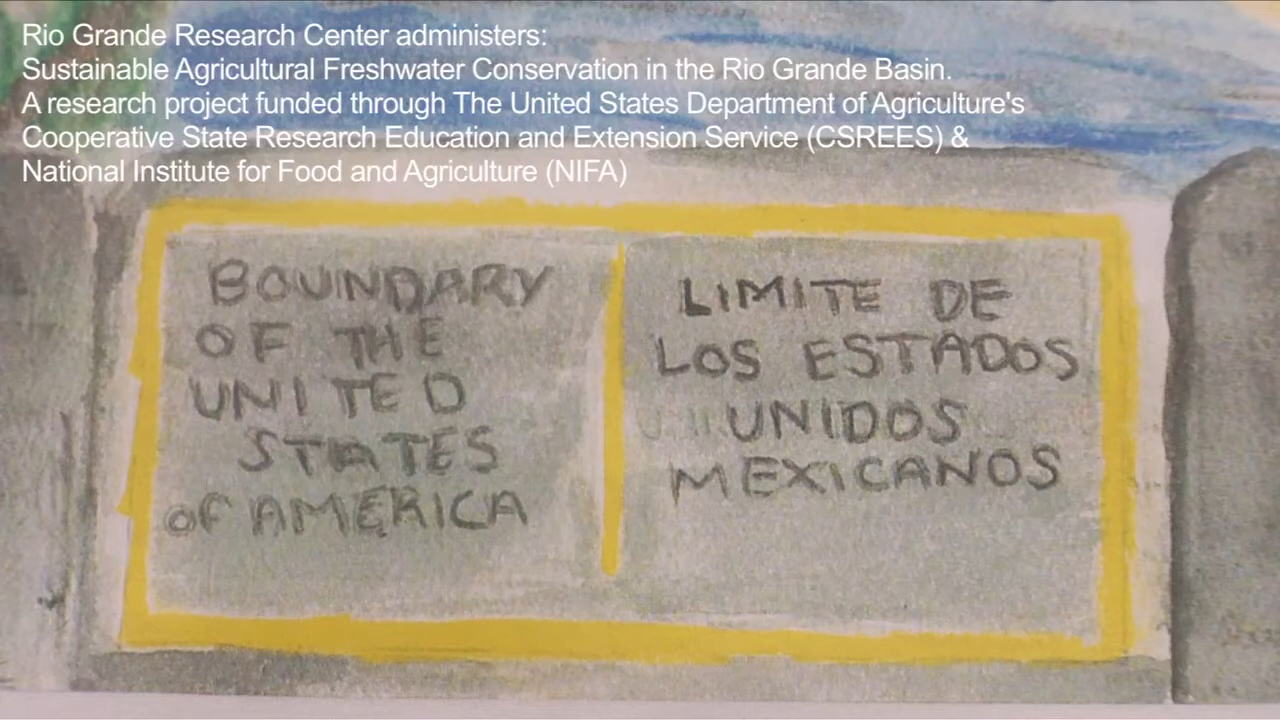 Rio Grande Research Center administers:
Sustainable Agricultural Freshwater Conservation in the Rio Grande Basin.
A research project funded through The United States Department of Agriculture's
Cooperative State Research Education and Extension Service (CSREES) &
National Institute for Food and Agriculture (NIFA)
BOUNDARY
OF THE
UNITED
STATES
OF AMERICA
LIMITE DE
LOS ESTADOS
UNIDOS
MEXICANOS